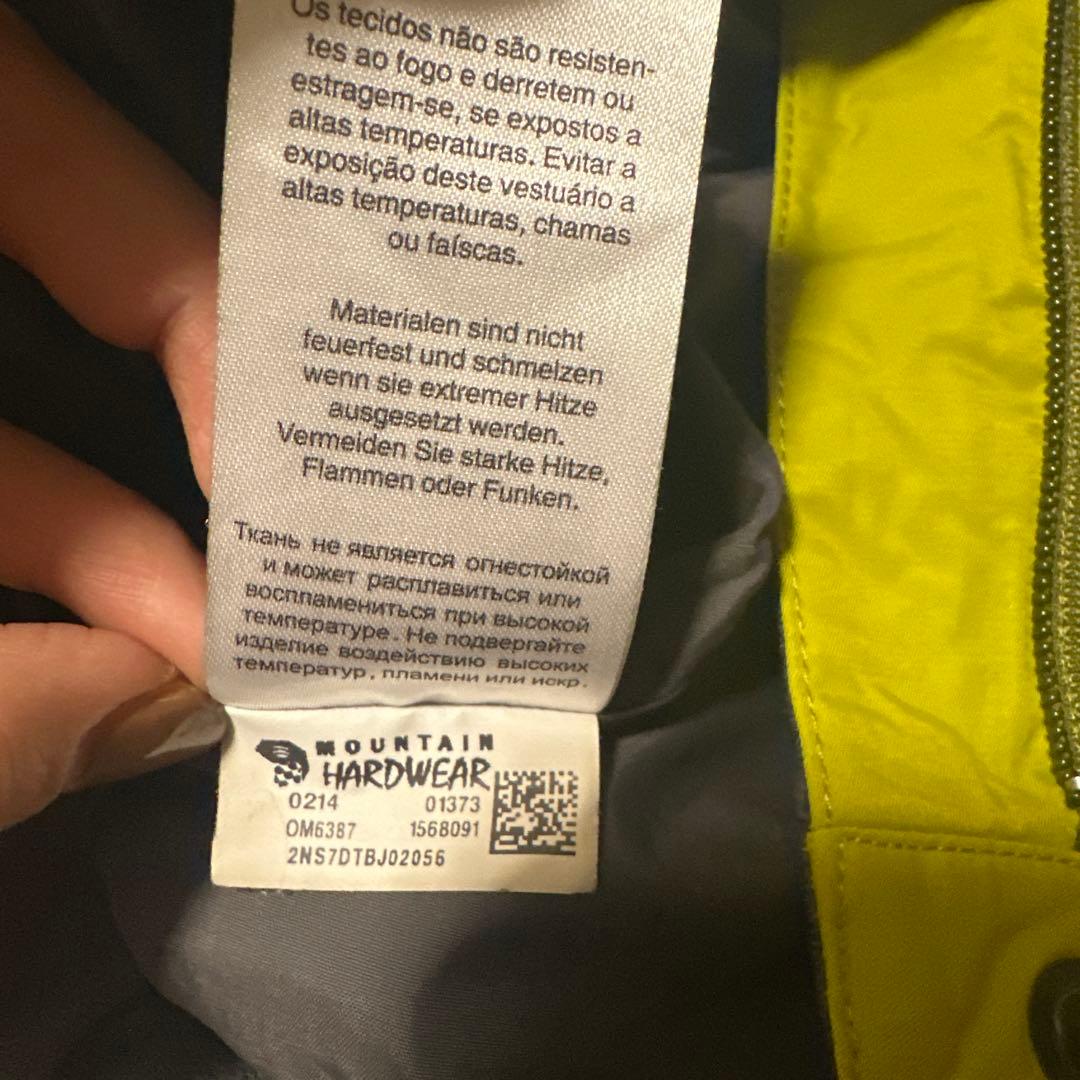 Os tecidos não são resisten-
tes ao fogo e derretem ou
estragem-se, se expostos a
altas temperaturas. Evitar a
exposição deste vestuário a
altas temperaturas, chamas
ou faíscas.
Materialen sind nicht
feuerfest und schmelzen
wenn sie extremer Hitze
ausgesetzt werden.
Vermeiden Sie starke Hitze,
Flammen oder Funken.
Ткань не является огнестойкой
и может расплавиться или
воспламениться при высокой
температуре. Не подвергайте
изделие воздействию высоких
температур, пламени или искр.
MOUNTAIN
HARDWEAR
0214 01373
OM6387 1568091
2NS7DTBJ02056